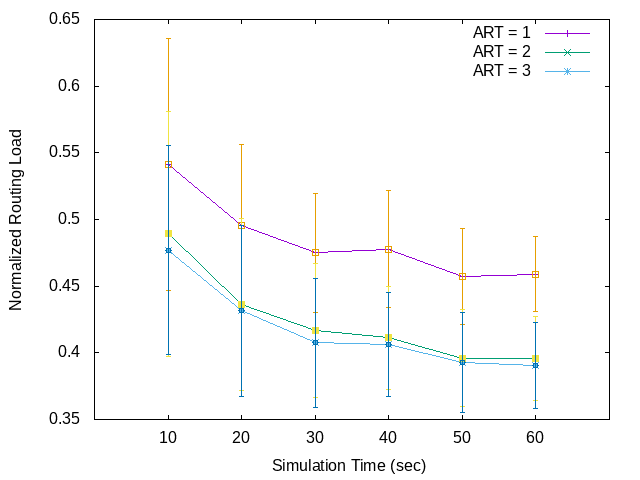 0.65
0.6
0.55
0.5
0.45
0.4
0.35
Normalized Routing Load
ART = 1
ART = 2
ART = 3
10 20 30 40 50 60
Simulation Time (sec)